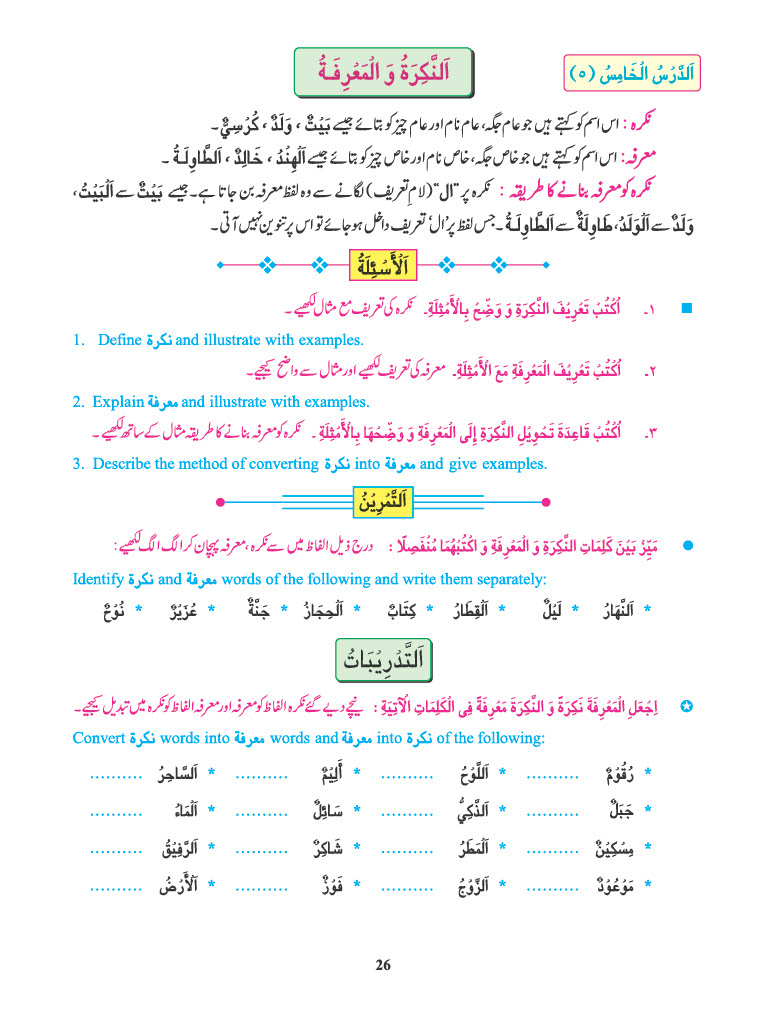 اَلدَّرْسُ الْخَامِسُ (۵)
اَلنَّكِرَةُ وَ الْمَعْرِفَةُ
نکرہ : اس اسم کو کہتے ہیں جو عام جگہ، عام نام اور عام چیز کو بتائے جیسے بَيْتٌ ، وَلَدٌ ، كُرْسِيٌّ۔
معرفہ: اس اسم کو کہتے ہیں جو خاص جگہ، خاص نام اور خاص چیز کو بتائے جیسے اَلْهِنْدُ ، خَالِدٌ ، اَلطَّاوِلَةُ ۔
نکرہ کو معرفہ بنانے کا طریقہ : نکرہ پر "ال" (لامِ تعریف) لگانے سے وہ لفظ معرفہ بن جاتا ہے۔ جیسے بَيْتٌ سے اَلْبَيْتُ ،
وَلَدٌ سے اَلْوَلَدُ، طَاوِلَةٌ سے اَلطَّاوِلَةُ ۔ جس لفظ پر 'ال' تعریف داخل ہوجائے تو اس پر تنوین نہیں آتی۔
اَلْأَسْئِلَةُ
۱۔ اُكْتُبْ تَعْرِيْفَ النَّكِرَةِ وَ وَضِّحْ بِالْأَمْثِلَةِ۔ نکرہ کی تعریف مع مثال لکھیے ۔
1. Define نكرة and illustrate with examples.
۲۔ اُكْتُبْ تَعْرِيْفَ الْمَعْرِفَةِ مَعَ الْأَمْثِلَةِ۔ معرفہ کی تعریف لکھیے اور مثال سے واضح کیجیے۔
2. Explain معرفة and illustrate with examples.
۳۔ اُكْتُبْ قَاعِدَةَ تَحْوِيْلِ النَّكِرَةِ إِلَى الْمَعْرِفَةِ وَ وَضِّحْهَا بِالْأَمْثِلَةِ ۔ نکرہ کو معرفہ بنانے کا طریقہ مثال کے ساتھ لکھیے ۔
3. Describe the method of converting نكرة into معرفة and give examples.
اَلتَّمْرِيْنُ
مَيِّزْ بَيْنَ كَلِمَاتِ النَّكِرَةِ وَ الْمَعْرِفَةِ وَ اكْتُبْهُمَا مُنْفَصِلًا : درج ذیل الفاظ میں سے نکرہ ، معرفہ پہچان کر الگ الگ لکھیے :
Identify نكرة and معرفة words of the following and write them separately:
* اَلنَّهَارُ * لَيْلٌ * اَلْقِطَارُ * كِتَابٌ * اَلْحِجَازُ * جَنَّةٌ * عُزَيْرٌ * نُوْحٌ
اَلتَّدْرِيْبَاتُ
اِجْعَلِ الْمَعْرِفَةَ نَكِرَةً وَ النَّكِرَةَ مَعْرِفَةً فِى الْكَلِمَاتِ الْآتِيَةِ : نیچے دیے گئے نکرہ الفاظ کو معرفہ اور معرفہ الفاظ کو نکرہ میں تبدیل کیجیے۔
Convert نكرة words into معرفة words and معرفة into نكرة of the following:
* رُقُوْمٌ .......... * اَللَّوْحُ .......... * أَلِيْمٌ .......... * اَلسَّاحِرُ ..........
* جَبَلٌ .......... * اَلذَّكِيُّ .......... * سَائِلٌ .......... * اَلْمَاءُ ..........
* مِسْكِيْنٌ .......... * اَلْمَطَرُ .......... * شَاكِرٌ .......... * اَلرَّفِيْقُ ..........
* مَوْعُوْدٌ .......... * اَلزَّوْجُ .......... * فَوْزٌ .......... * اَلْأَرْضُ ..........
26